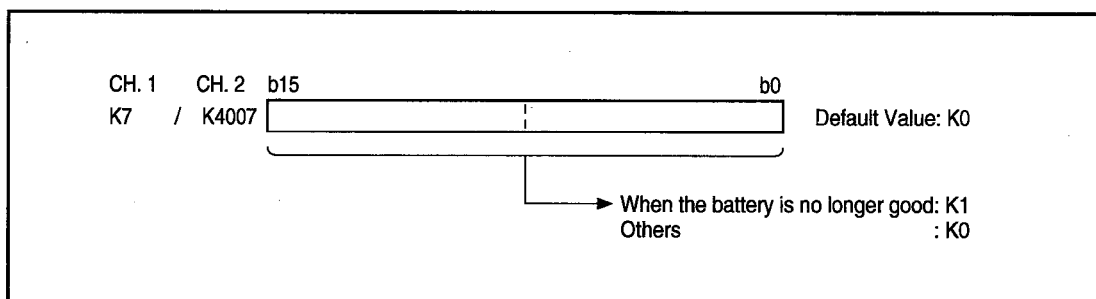 CH. 1 CH. 2 b15 b0
K7 / K4007 Default Value: K0
When the battery is no longer good: K1
Others : K0